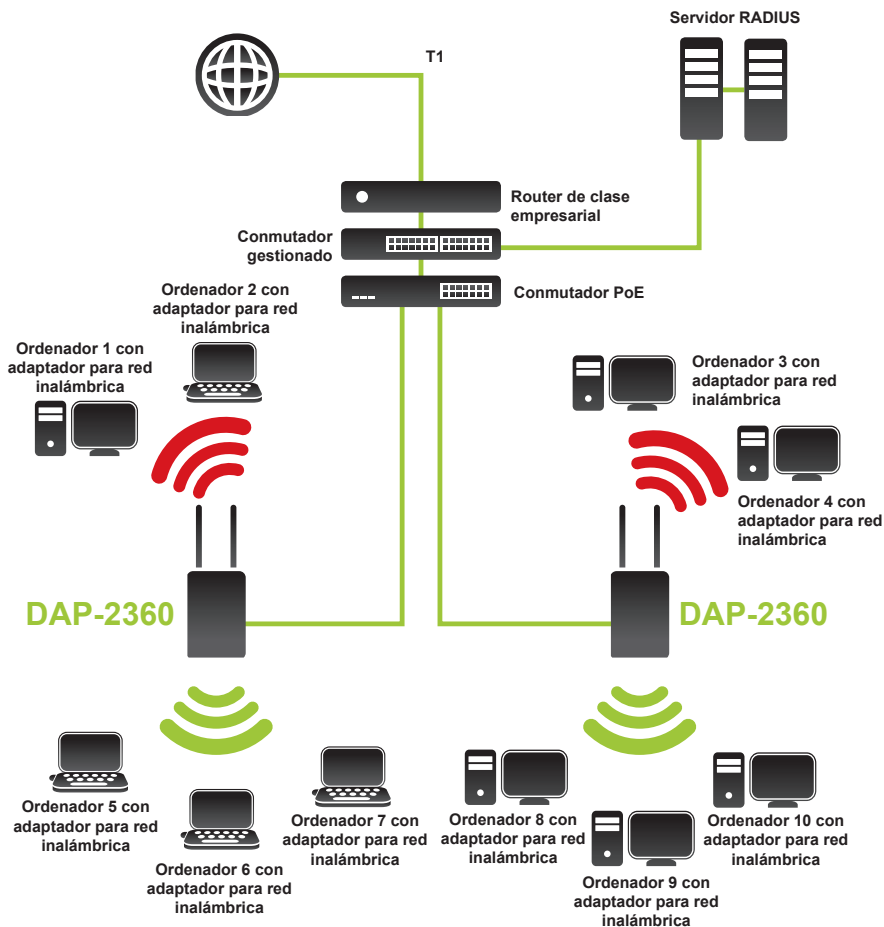 Servidor RADIUS
T1
Router de clase
empresarial
Conmutador
gestionado
Conmutador PoE
Ordenador 2 con
adaptador para red
inalámbrica
Ordenador 1 con
adaptador para red
inalámbrica
Ordenador 3 con
adaptador para red
inalámbrica
Ordenador 4 con
adaptador para red
inalámbrica
DAP-2360
DAP-2360
Ordenador 5 con
adaptador para red
inalámbrica
Ordenador 6 con
adaptador para red
inalámbrica
Ordenador 7 con
adaptador para red
inalámbrica
Ordenador 8 con
adaptador para red
inalámbrica
Ordenador 9 con
adaptador para red
inalámbrica
Ordenador 10 con
adaptador para red
inalámbrica